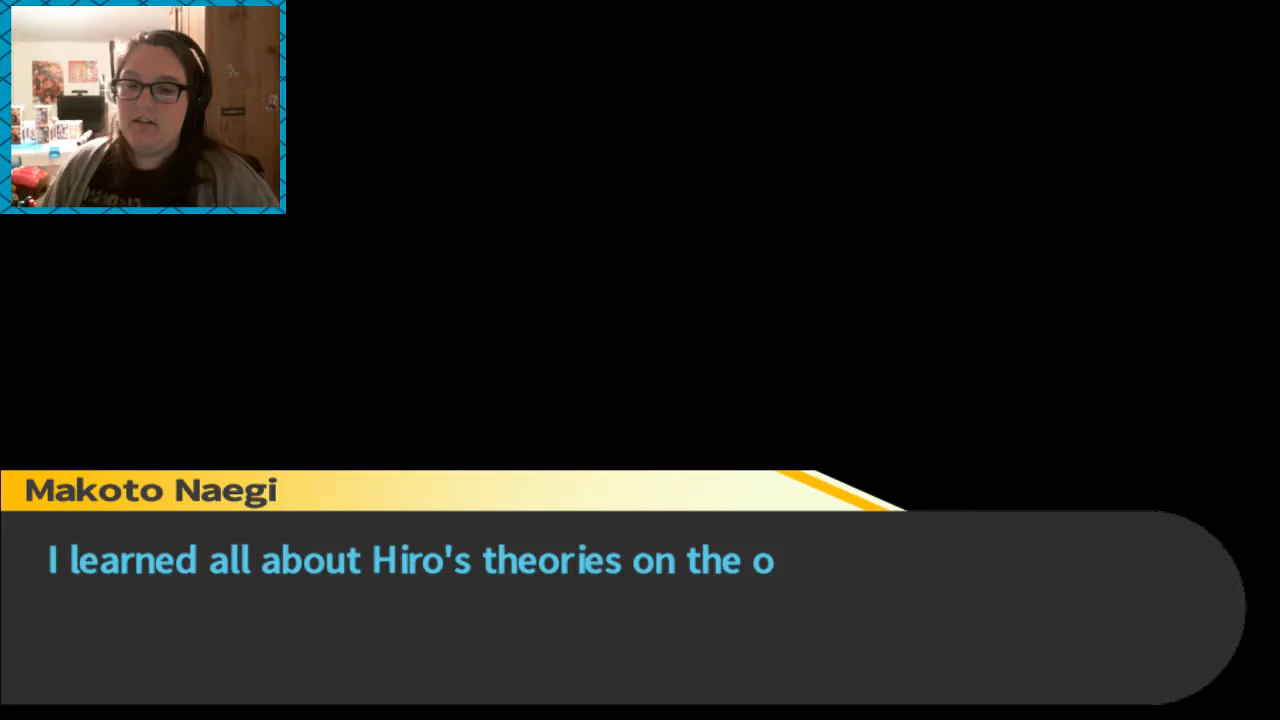 Makoto Naegi
I learned all about Hiro's theories on the o